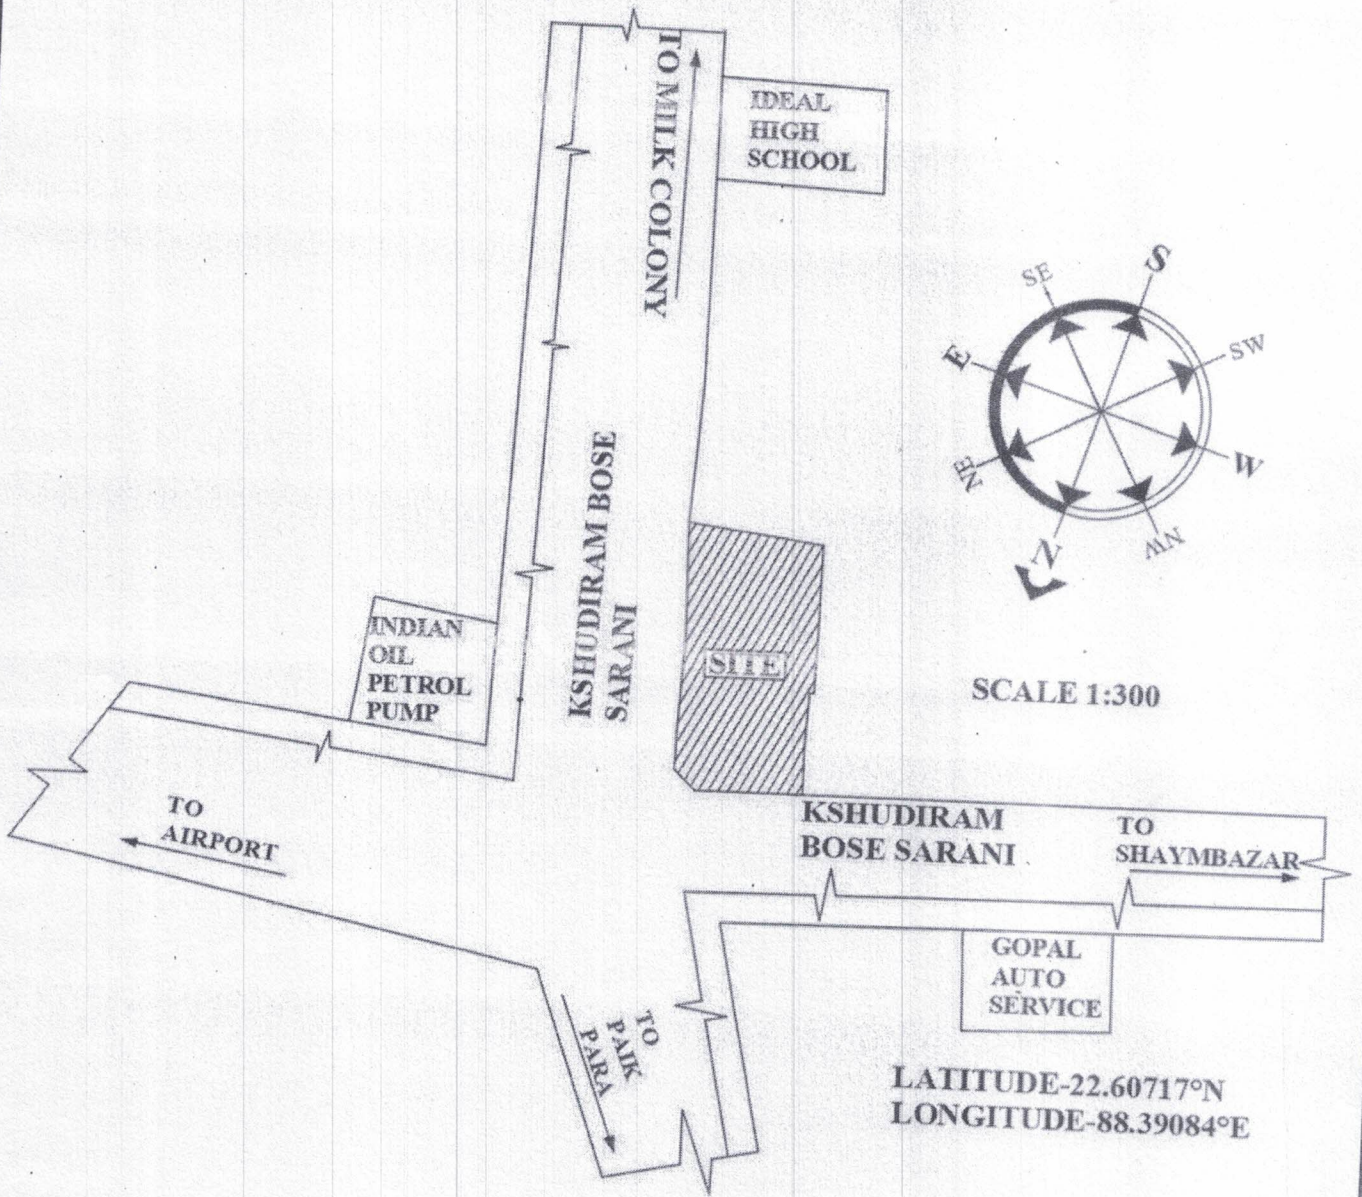 TO MILK COLONY
IDEAL
HIGH
SCHOOL
S
SE
SW
E
W
NE
NW
N
KSHUDIRAM BOSE
SARANI
INDIAN
OIL
PETROL
PUMP
SITE
SCALE 1:300
TO
AIRPORT
KSHUDIRAM
BOSE SARANI
TO
SHAYMBAZAR
GOPAL
AUTO
SERVICE
TO
PAIK
PARA
LATITUDE-22.60717°N
LONGITUDE-88.39084°E